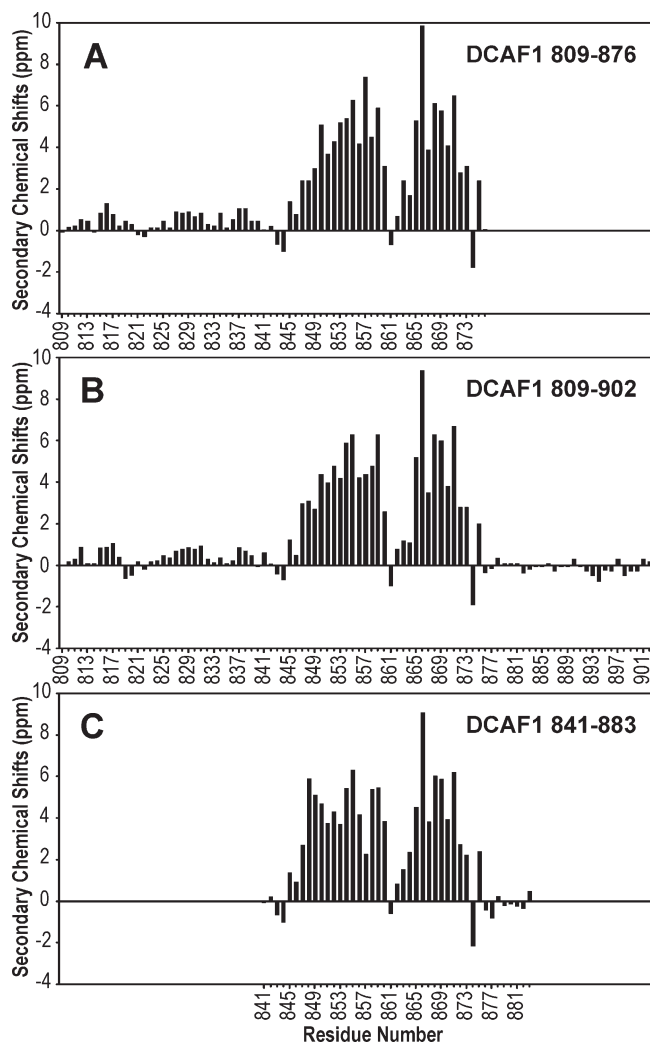 A
DCAF1 809-876
Secondary Chemical Shifts (ppm)
10
8
6
4
2
0
-2
-4
809 813 817 821 825 829 833 837 841 845 849 853 857 861 865 869 873
B
DCAF1 809-902
Secondary Chemical Shifts (ppm)
10
8
6
4
2
0
-2
-4
809 813 817 821 825 829 833 837 841 845 849 853 857 861 865 869 873 877 881 885 889 893 897 901
C
DCAF1 841-883
Secondary Chemical Shifts (ppm)
10
8
6
4
2
0
-2
-4
841 845 849 853 857 861 865 869 873 877 881
Residue Number